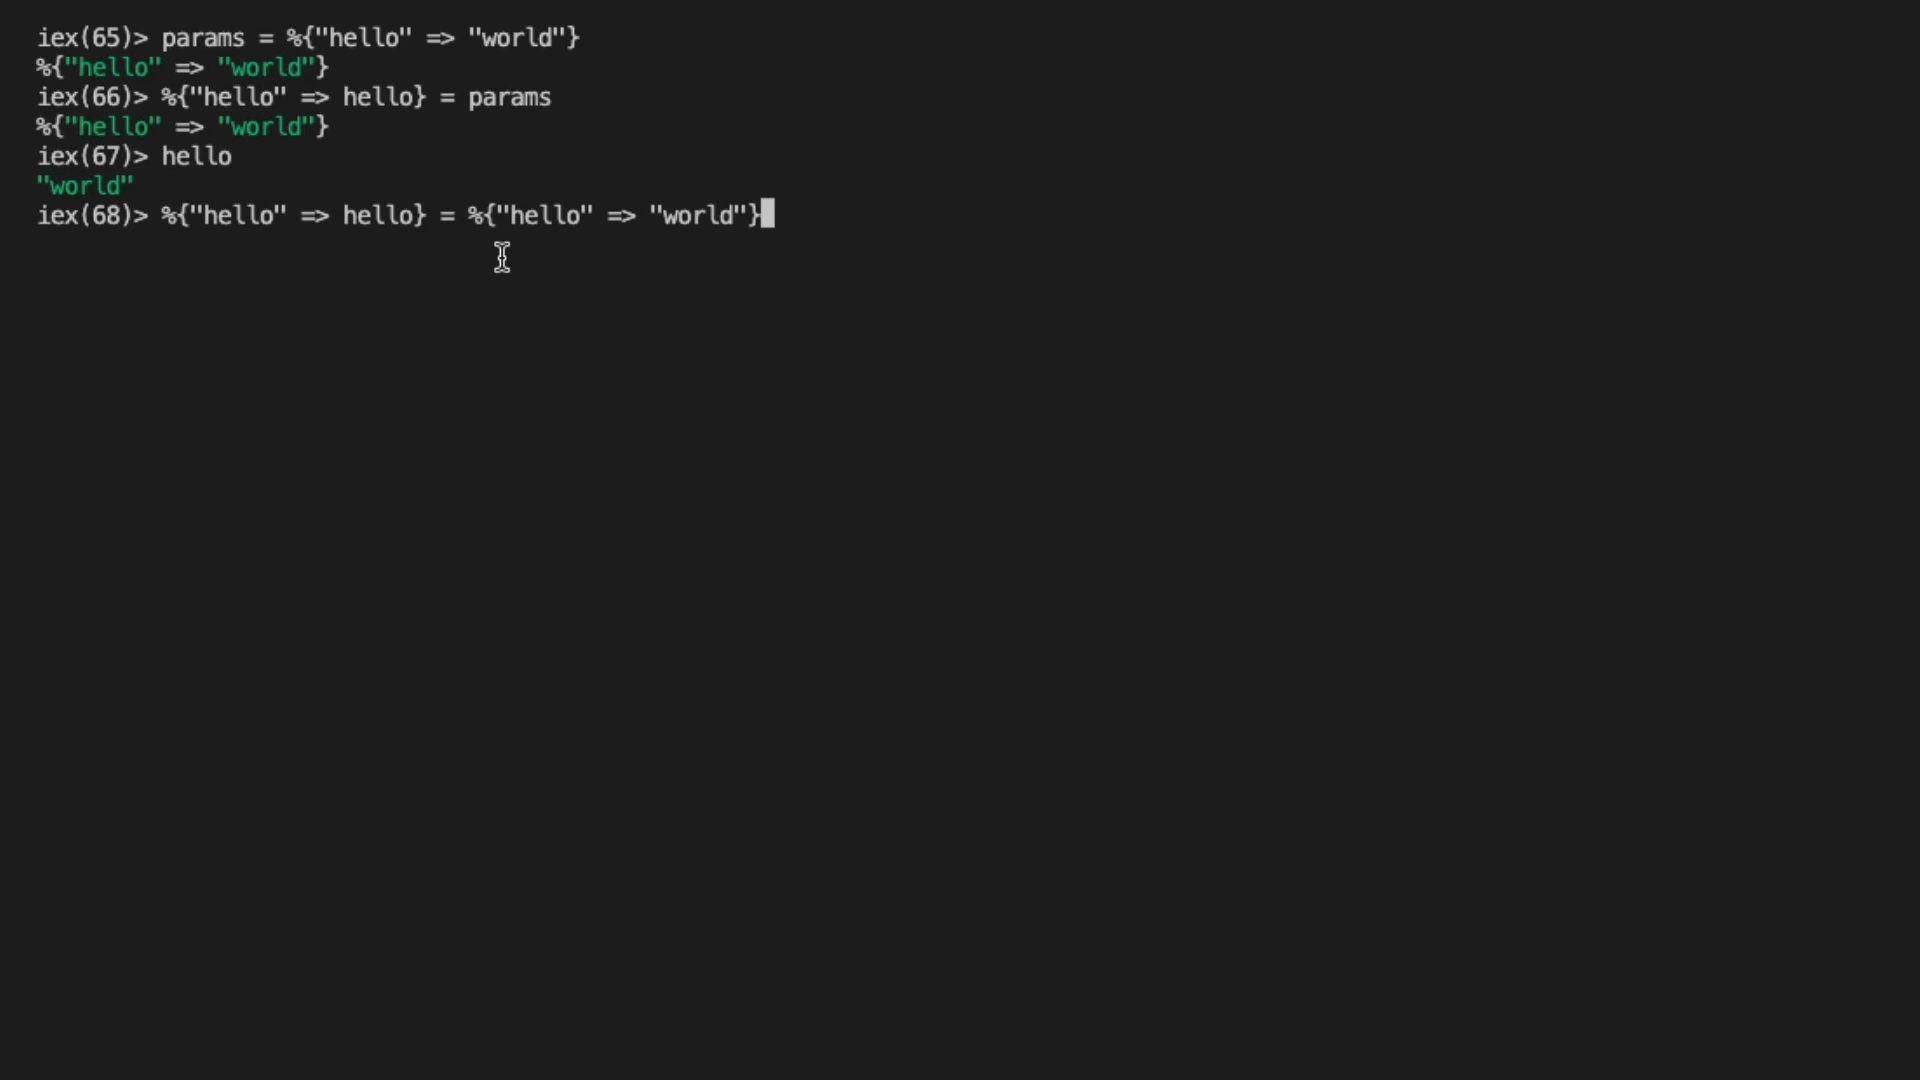 iex(65)> params = %{"hello" => "world"}
%{"hello" => "world"}
iex(66)> %{"hello" => hello} = params
%{"hello" => "world"}
iex(67)> hello
"world"
iex(68)> %{"hello" => hello} = %{"hello" => "world"}